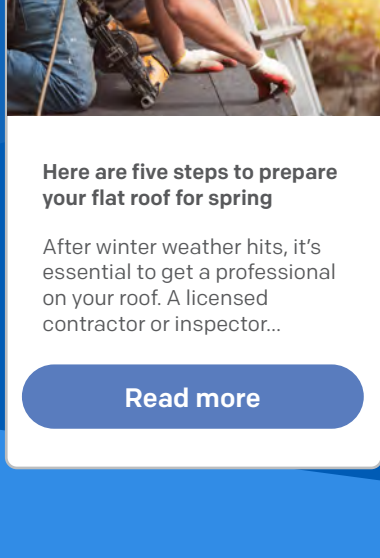 Here are five steps to prepare
your flat roof for spring
After winter weather hits, it's
essential to get a professional
on your roof. A licensed
contractor or inspector...
Read more